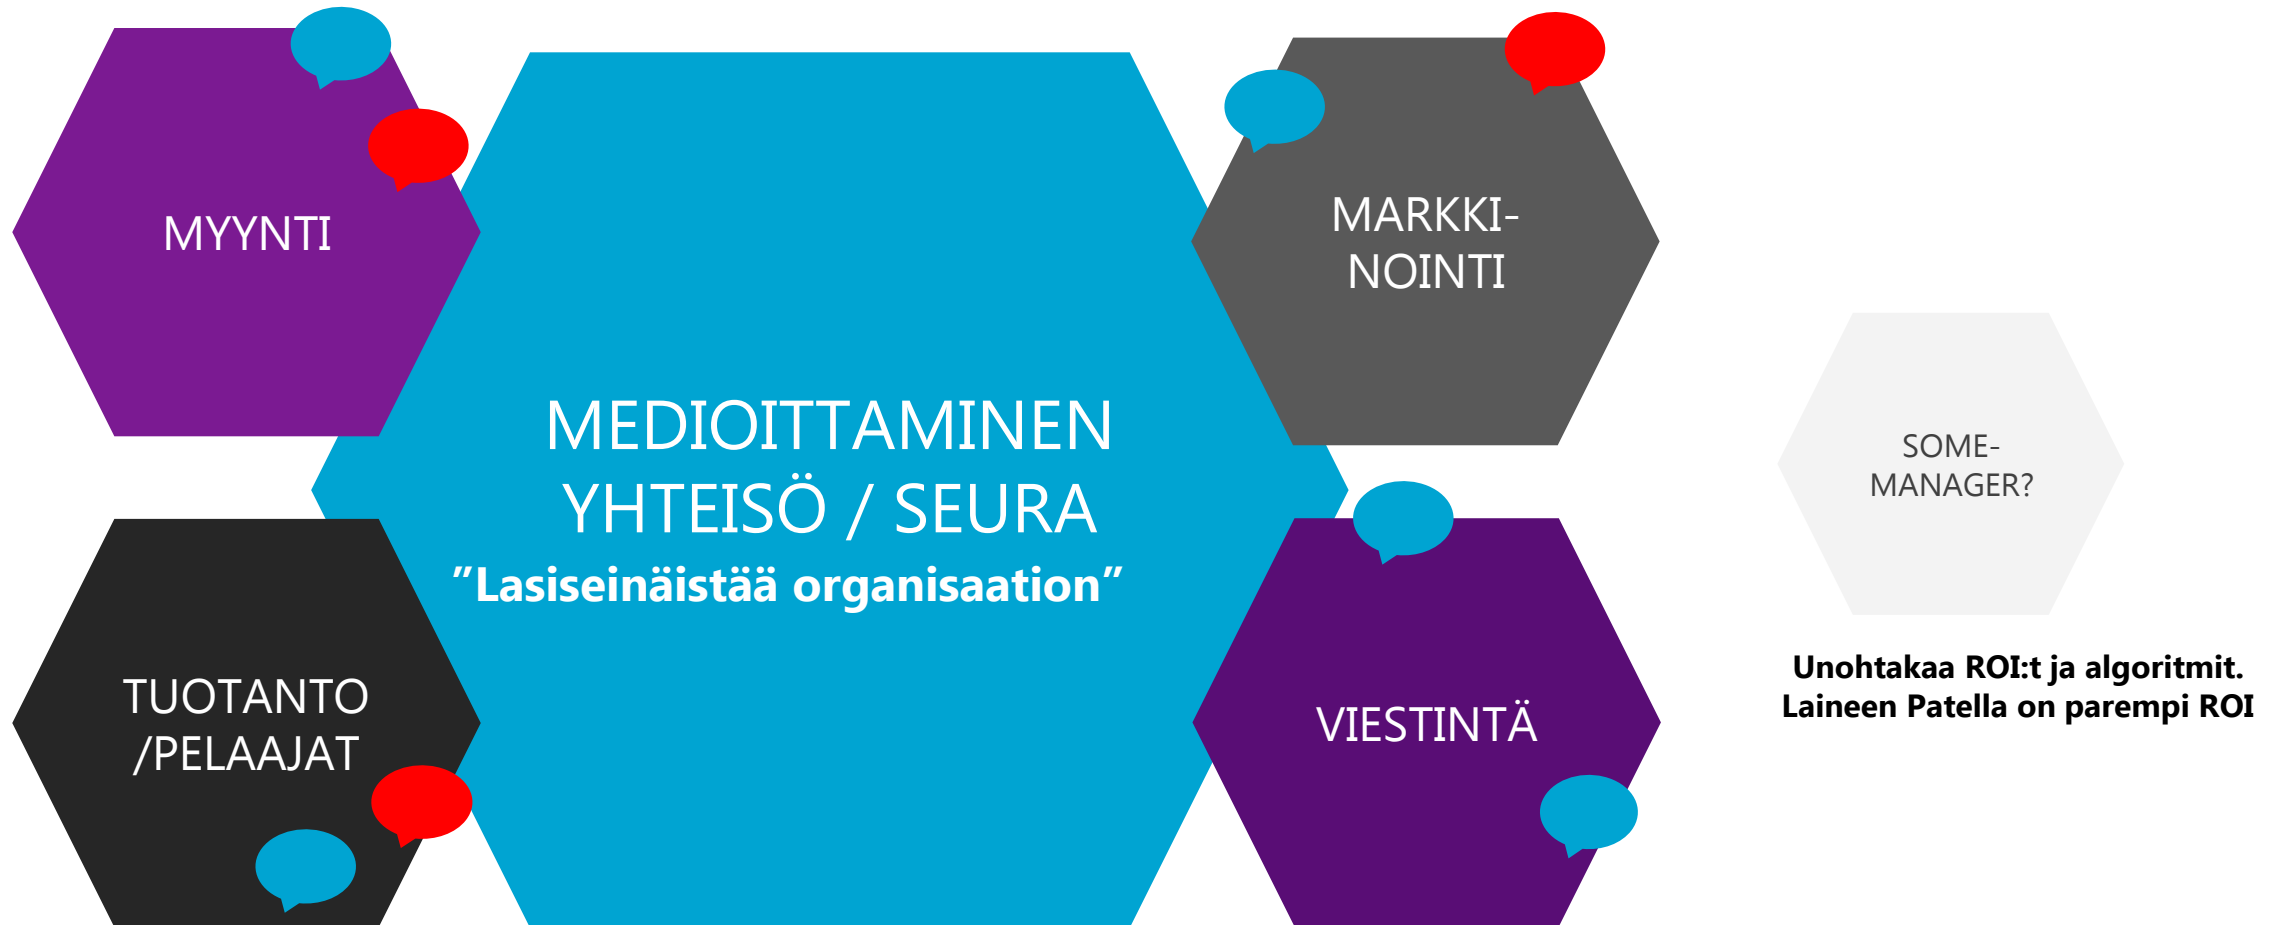 MYYNTI
MARKKI-
NOINTI
MEDIOITTAMINEN
YHTEISÖ / SEURA
”Lasiseinäistää organisaation”
TUOTANTO
/PELAAJAT
VIESTINTÄ
SOME-
MANAGER?
Unohtakaa ROI:t ja algoritmit.
Laineen Patella on parempi ROI